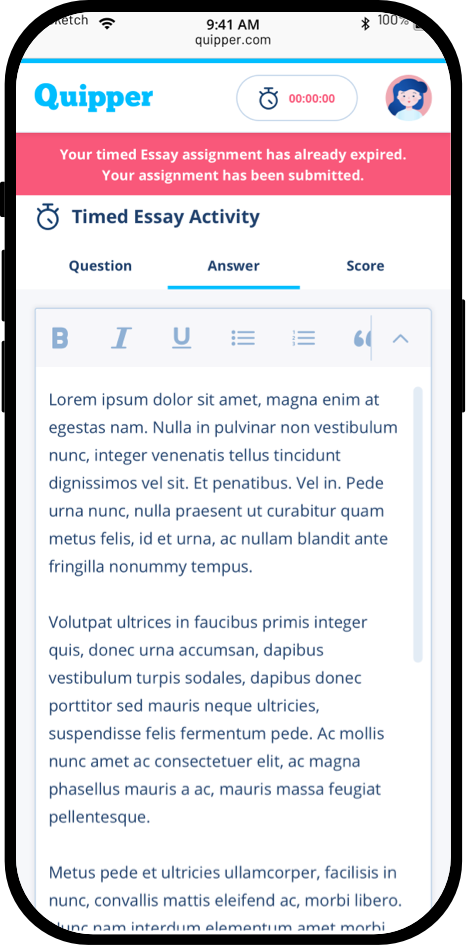 9:41 AM
100%
quipper.com
Quipper
00:00:00
Your timed Essay assignment has already expired.
Your assignment has been submitted.
Timed Essay Activity
Question Answer Score
B I U
Lorem ipsum dolor sit amet, magna enim at
egestas nam. Nulla in pulvinar non vestibulum
nunc, integer venenatis tellus tincidunt
dignissimos vel sit. Et penatibus. Vel in. Pede
urna nunc, nulla praesent ut curabitur quam
metus felis, id et urna, ac nullam blandit ante
fringilla nonummy tempus.
Volutpat ultrices in faucibus primis integer
quis, donec urna accumsan, dapibus
vestibulum turpis sodales, dapibus donec
porttitor sed mauris neque ultricies,
suspendisse felis fermentum pede. Ac mollis
nunc amet ac consectetuer elit, ac magna
phasellus mauris a ac, mauris massa feugiat
pellentesque.
Metus pede et ultricies ullamcorper, facilisis in
nunc, convallis mattis eleifend ac, morbi libero.
Nunc nam interdum elementum amet morbi